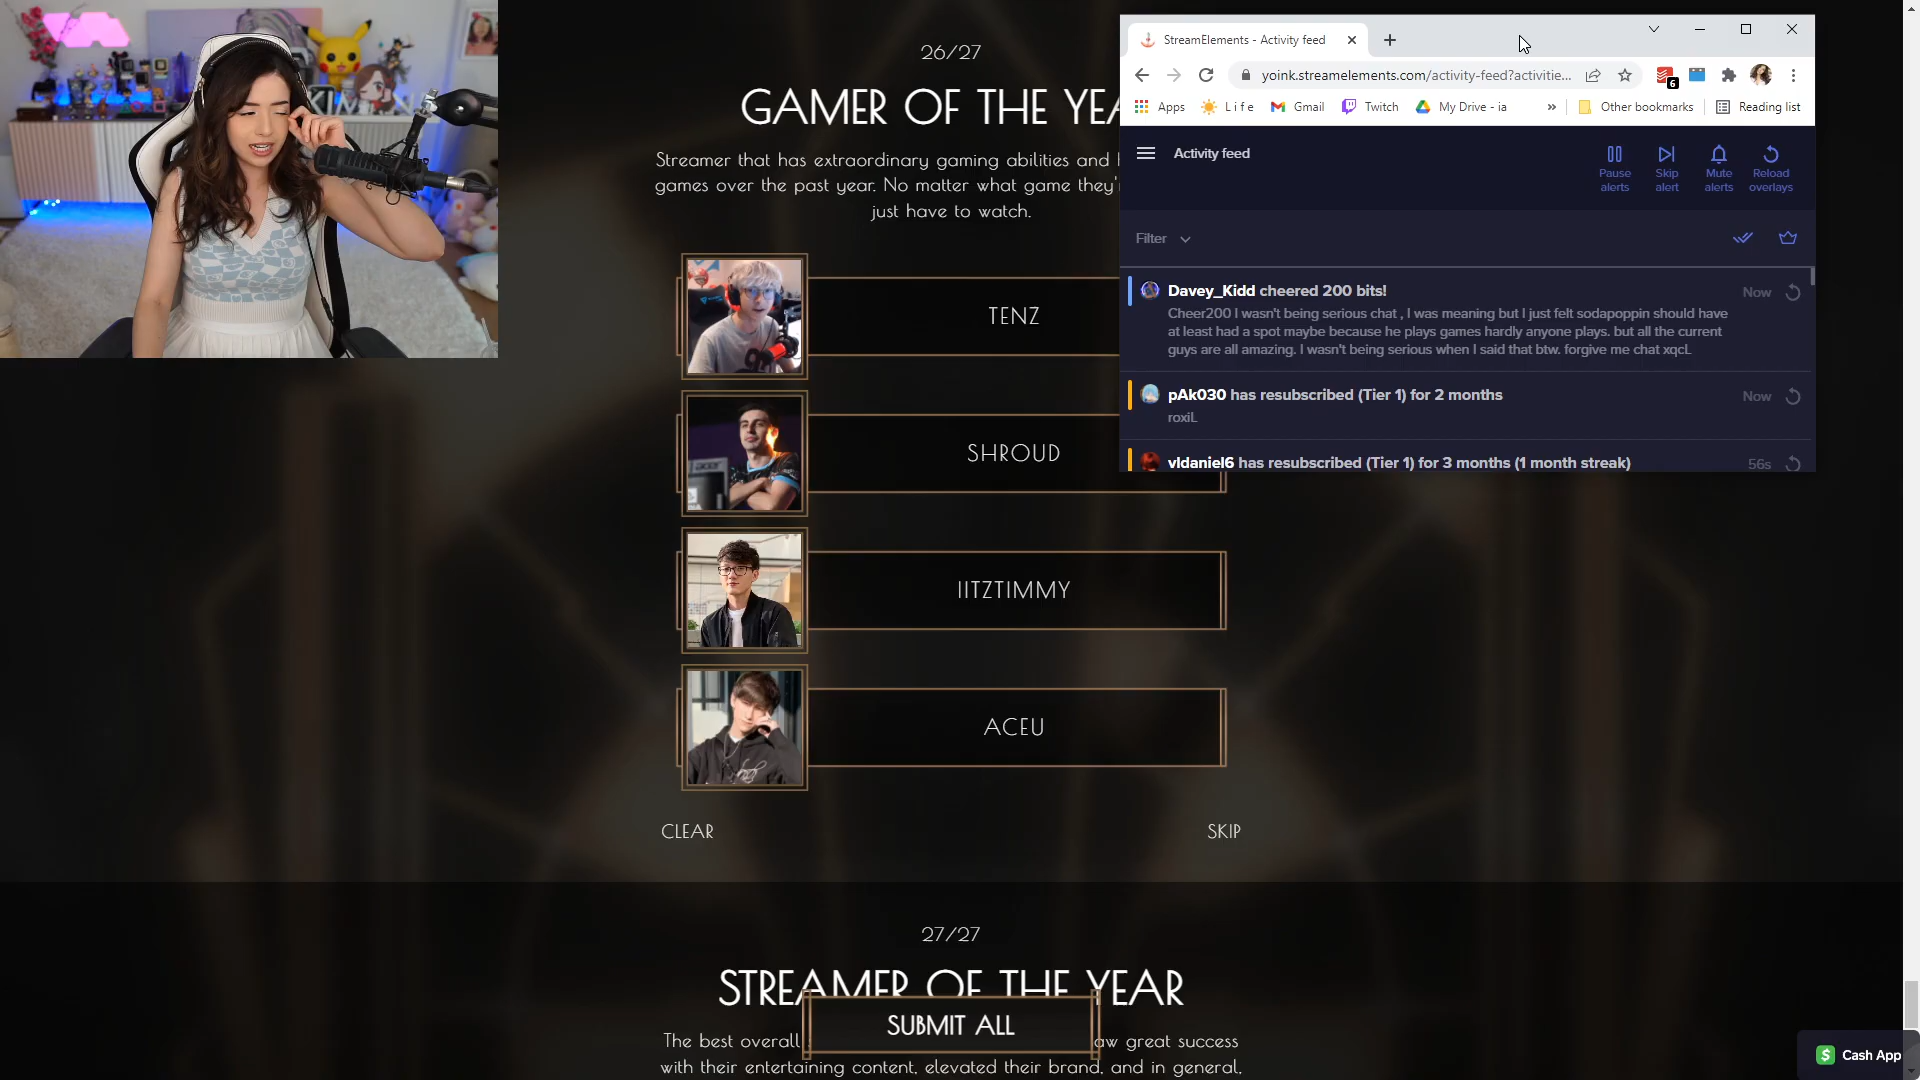 26/27
GAMER OF THE YEA
Streamer that has extraordinary gaming abilities and
games over the past year. No matter what game they'
just have to watch.
TENZ
SHROUD
IITZTIMMY
ACEU
CLEAR
SKIP
27/27
STREAMER OF THE YEAR
SUBMIT ALL
The best overall
aw great success
with their entertaining content, elevated their brand, and in general,
StreamElements - Activity feed
yoink.streamelements.com/activity-feed?activitie...
6
Apps
Life
Gmail
Twitch
My Drive - ia
»
Other bookmarks
Reading list
Activity feed
Pause alerts
Skip alert
Mute alerts
Reload overlays
Filter
Davey_Kidd cheered 200 bits!
Now
Cheer200 I wasn't being serious chat , I was meaning but I just felt sodapoppin should have
at least had a spot maybe because he plays games hardly anyone plays. but all the current
guys are all amazing. I wasn't being serious when I said that btw. forgive me chat xqcL
pAk030 has resubscribed (Tier 1) for 2 months
Now
roxiL
vldaniel6 has resubscribed (Tier 1) for 3 months (1 month streak)
56s
Cash App